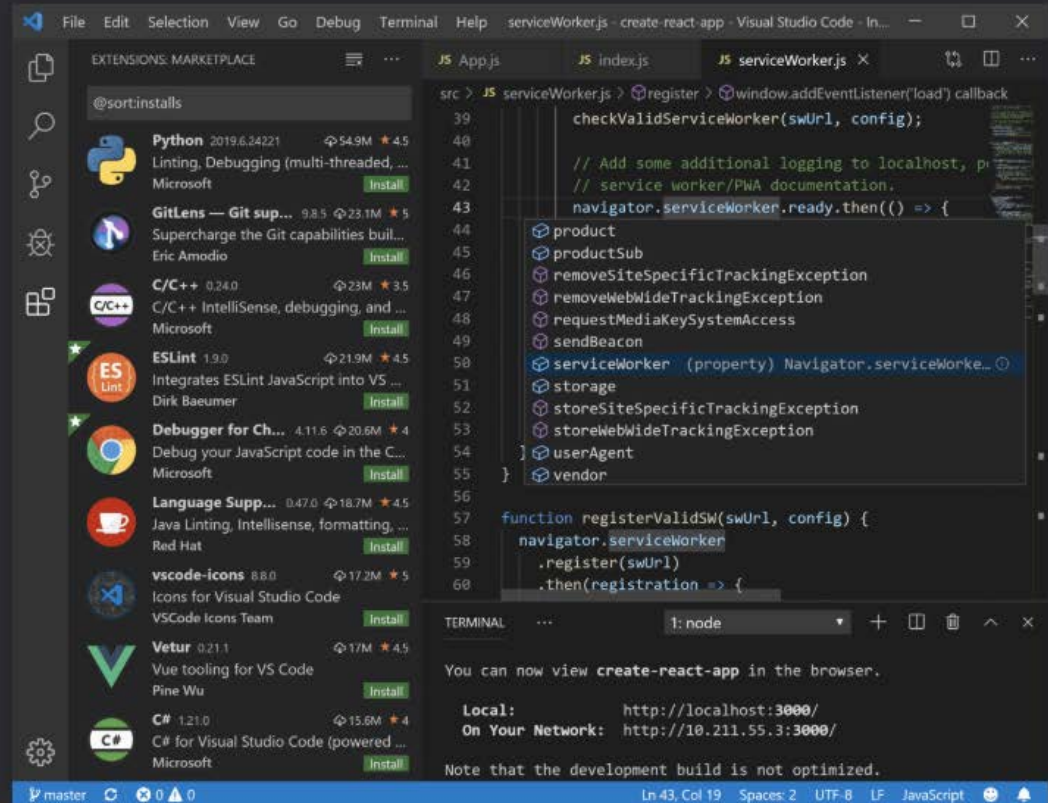 File Edit Selection View Go Debug Terminal Help serviceWorker.js - create-react-app - Visual Studio Code - In...
EXTENSIONS: MARKETPLACE
@sort:installs
Python 2019.6.24221 54.9M ★ 4.5
Linting, Debugging (multi-threaded, ...
Microsoft Install
GitLens — Git sup... 9.8.5 23.1M ★ 5
Supercharge the Git capabilities buil...
Eric Amodio Install
C/C++
C/C++ 0.24.0 23M ★ 3.5
C/C++ IntelliSense, debugging, and ...
Microsoft Install
ES
Lint
ESLint 1.9.0 21.9M ★ 4.5
Integrates ESLint JavaScript into VS ...
Dirk Baeumer Install
Debugger for Ch... 4.11.6 20.6M ★ 4
Debug your JavaScript code in the C...
Microsoft Install
Language Supp... 0.47.0 18.7M ★ 4.5
Java Linting, Intellisense, formatting, ...
Red Hat Install
vscode-icons 8.8.0 17.2M ★ 5
Icons for Visual Studio Code
VSCode Icons Team Install
Vetur 0.21.1 17M ★ 4.5
Vue tooling for VS Code
Pine Wu Install
C#
C# 1.21.0 15.6M ★ 4
C# for Visual Studio Code (powered ...
Microsoft Install
JS App.js JS index.js JS serviceWorker.js ×
src > JS serviceWorker.js > register > window.addEventListener('load') callback
39 checkValidServiceWorker(swUrl, config);
40
41 // Add some additional logging to localhost, p
42 // service worker/PWA documentation.
43 navigator.serviceWorker.ready.then(() => {
44 product
45 productSub
46 removeSiteSpecificTrackingException
47 removeWebWideTrackingException
48 requestMediaKeySystemAccess
49 sendBeacon
50 serviceWorker (property) Navigator.serviceWorke...
51 storage
52 storeSiteSpecificTrackingException
53 storeWebWideTrackingException
54 } userAgent
55 } vendor
56
57 function registerValidSW(swUrl, config) {
58 navigator.serviceWorker
59 .register(swUrl)
60 .then(registration => {
TERMINAL ... 1: node
You can now view create-react-app in the browser.
Local: http://localhost:3000/
On Your Network: http://10.211.55.3:3000/
Note that the development build is not optimized.
master 0 0 Ln 43, Col 19 Spaces: 2 UTF-8 LF JavaScript